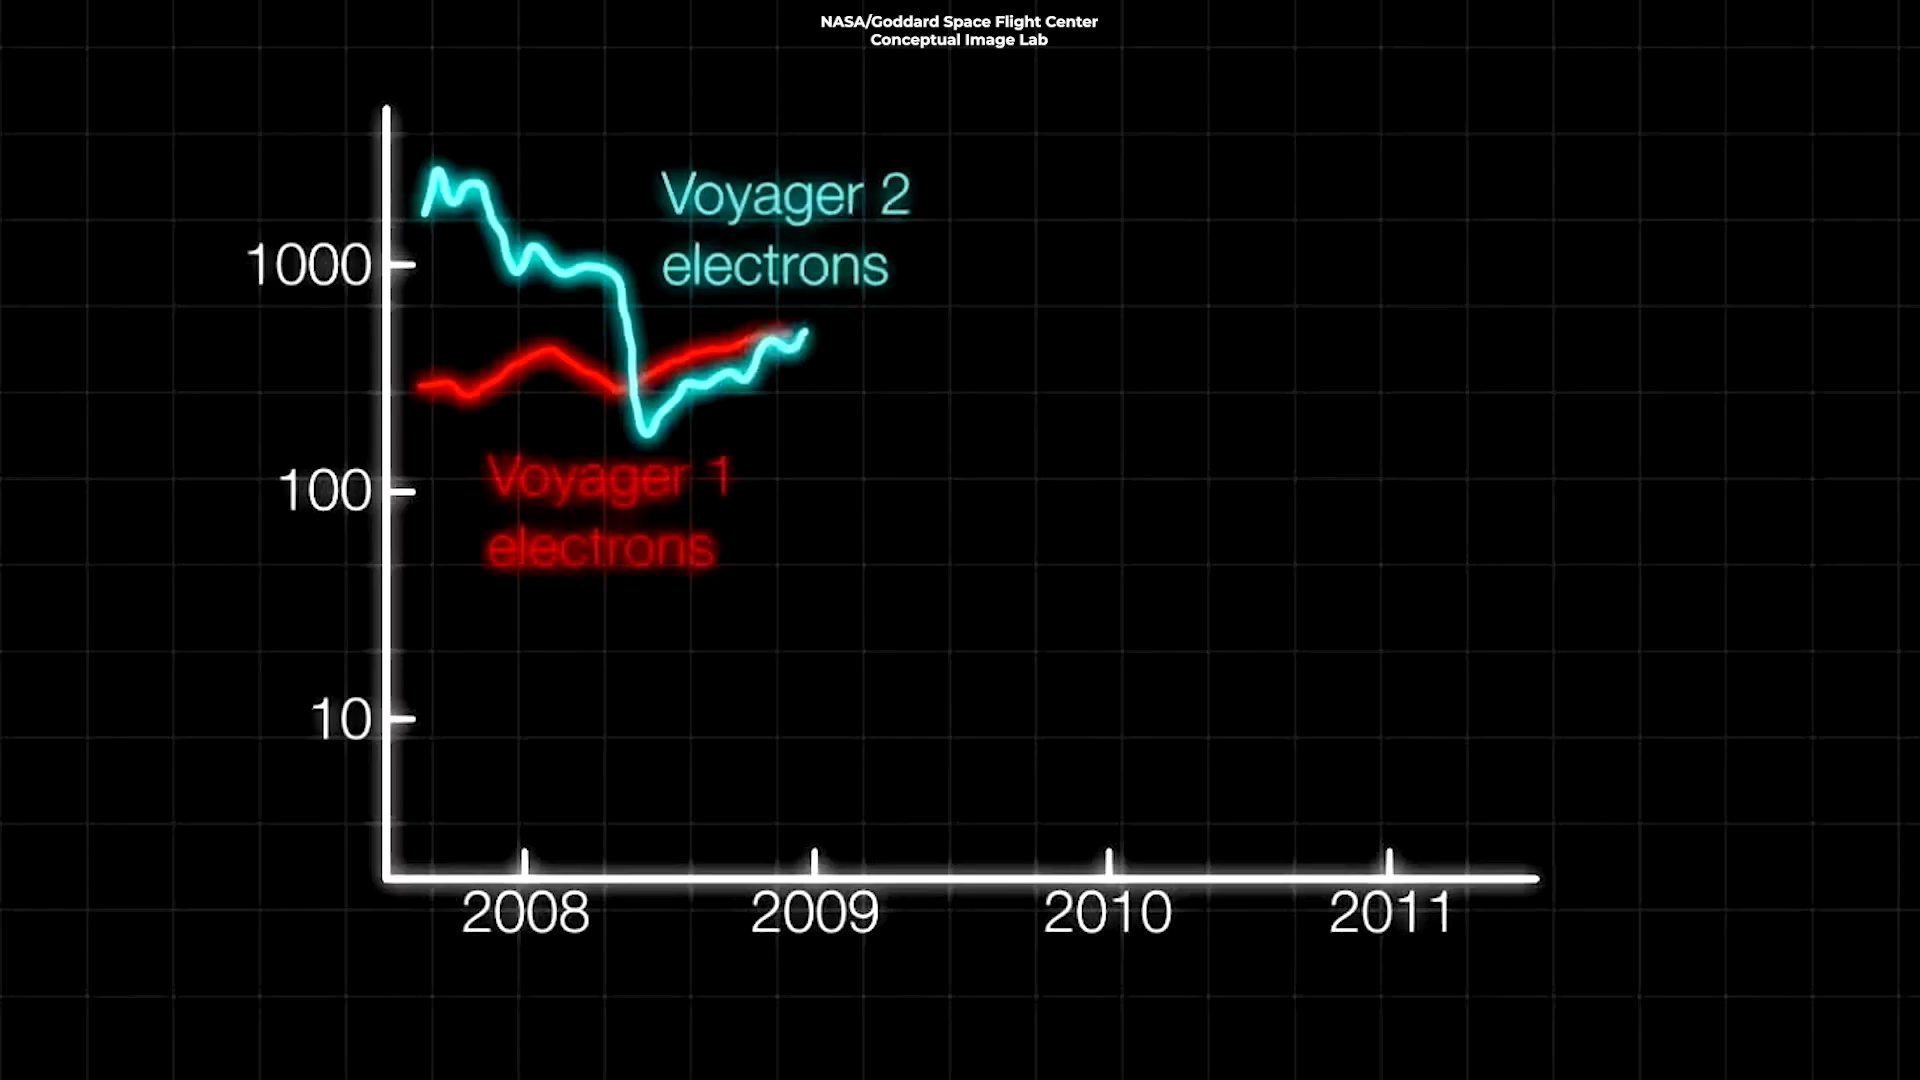 NASA/Goddard Space Flight Center
Conceptual Image Lab
Voyager 2
electrons
1000
Voyager 1
electrons
100
10
2008
2009
2010
2011